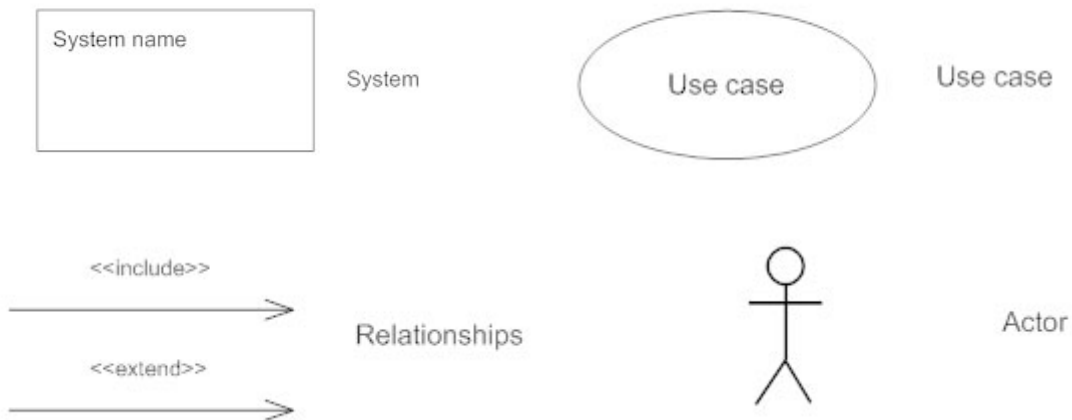 System name
System
Use case
Use case
<<include>>
Relationships
<<extend>>
Actor